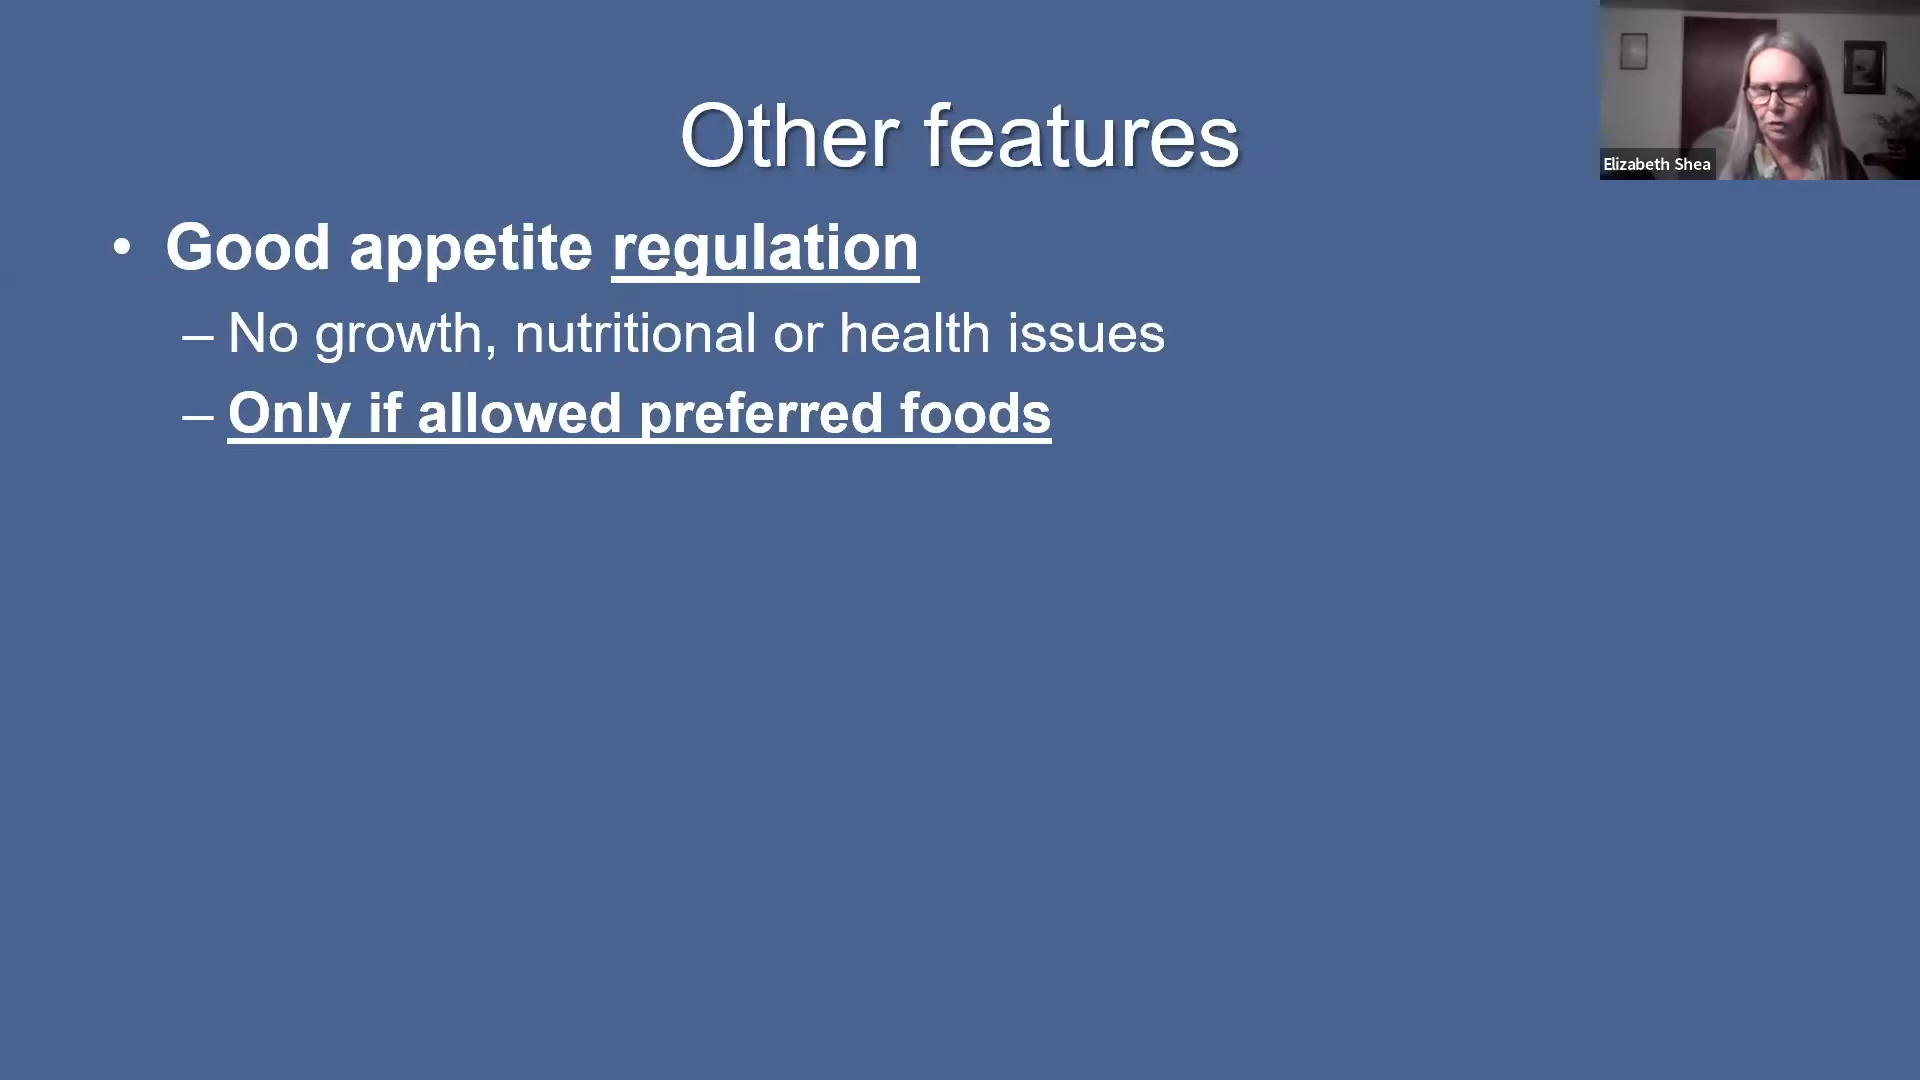 Other features
Elizabeth Shea
• Good appetite regulation
– No growth, nutritional or health issues
– Only if allowed preferred foods